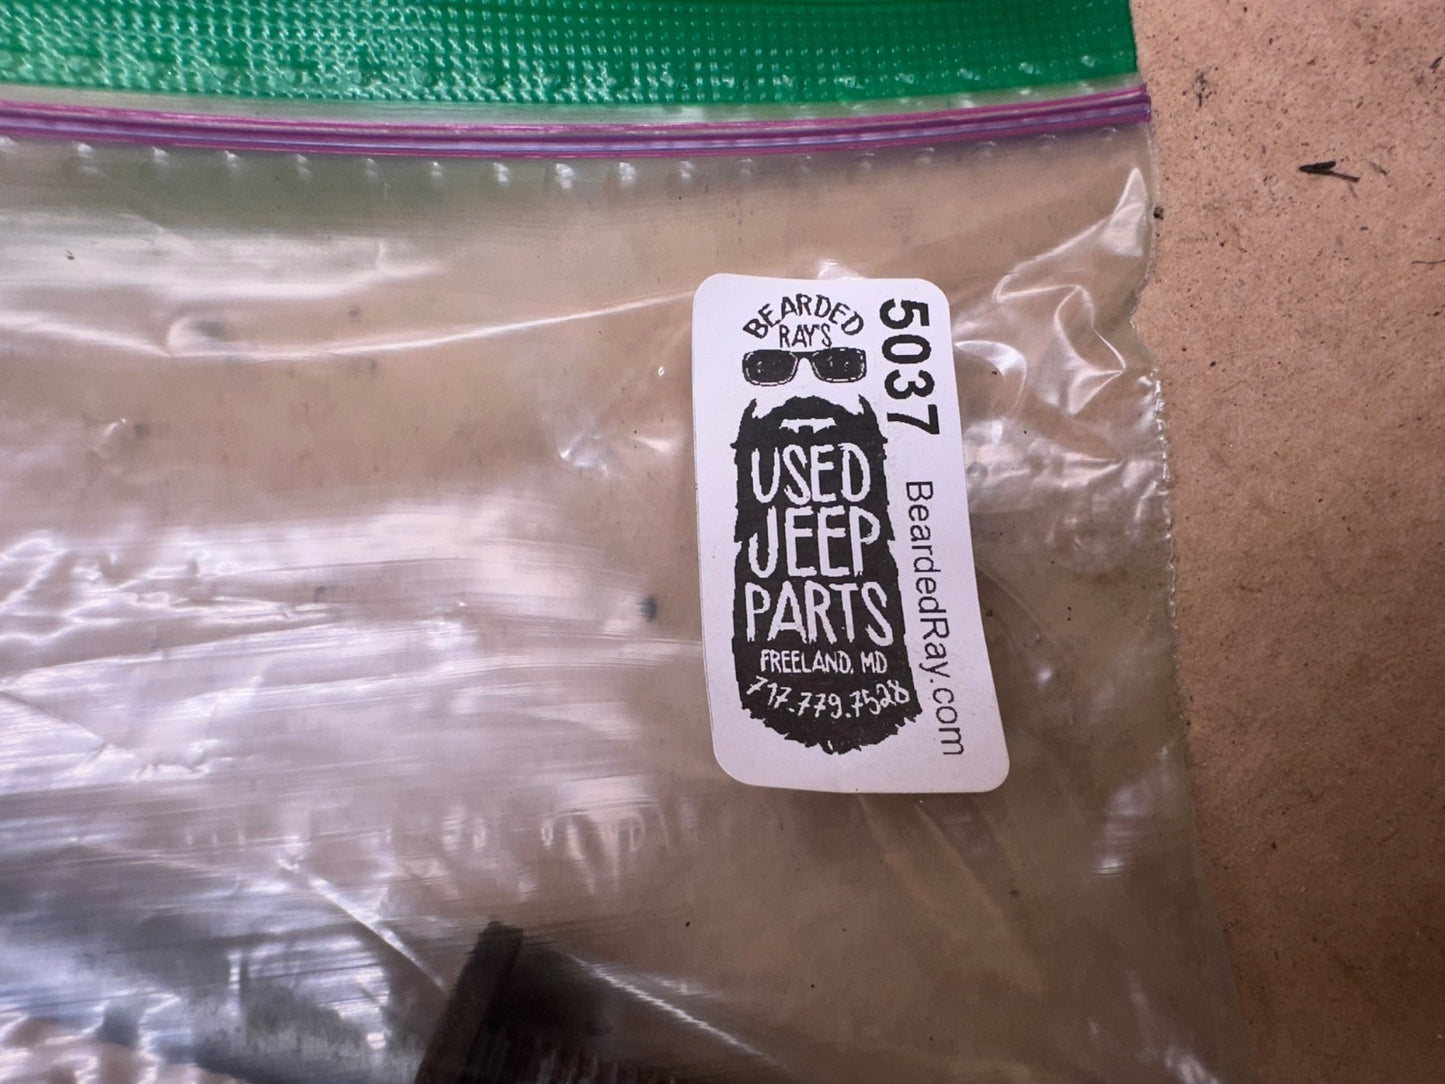 BEARDED
RAY'S
USED
JEEP
PARTS
FREELAND, MD
717.779.7528
5037
BeardedRay.com